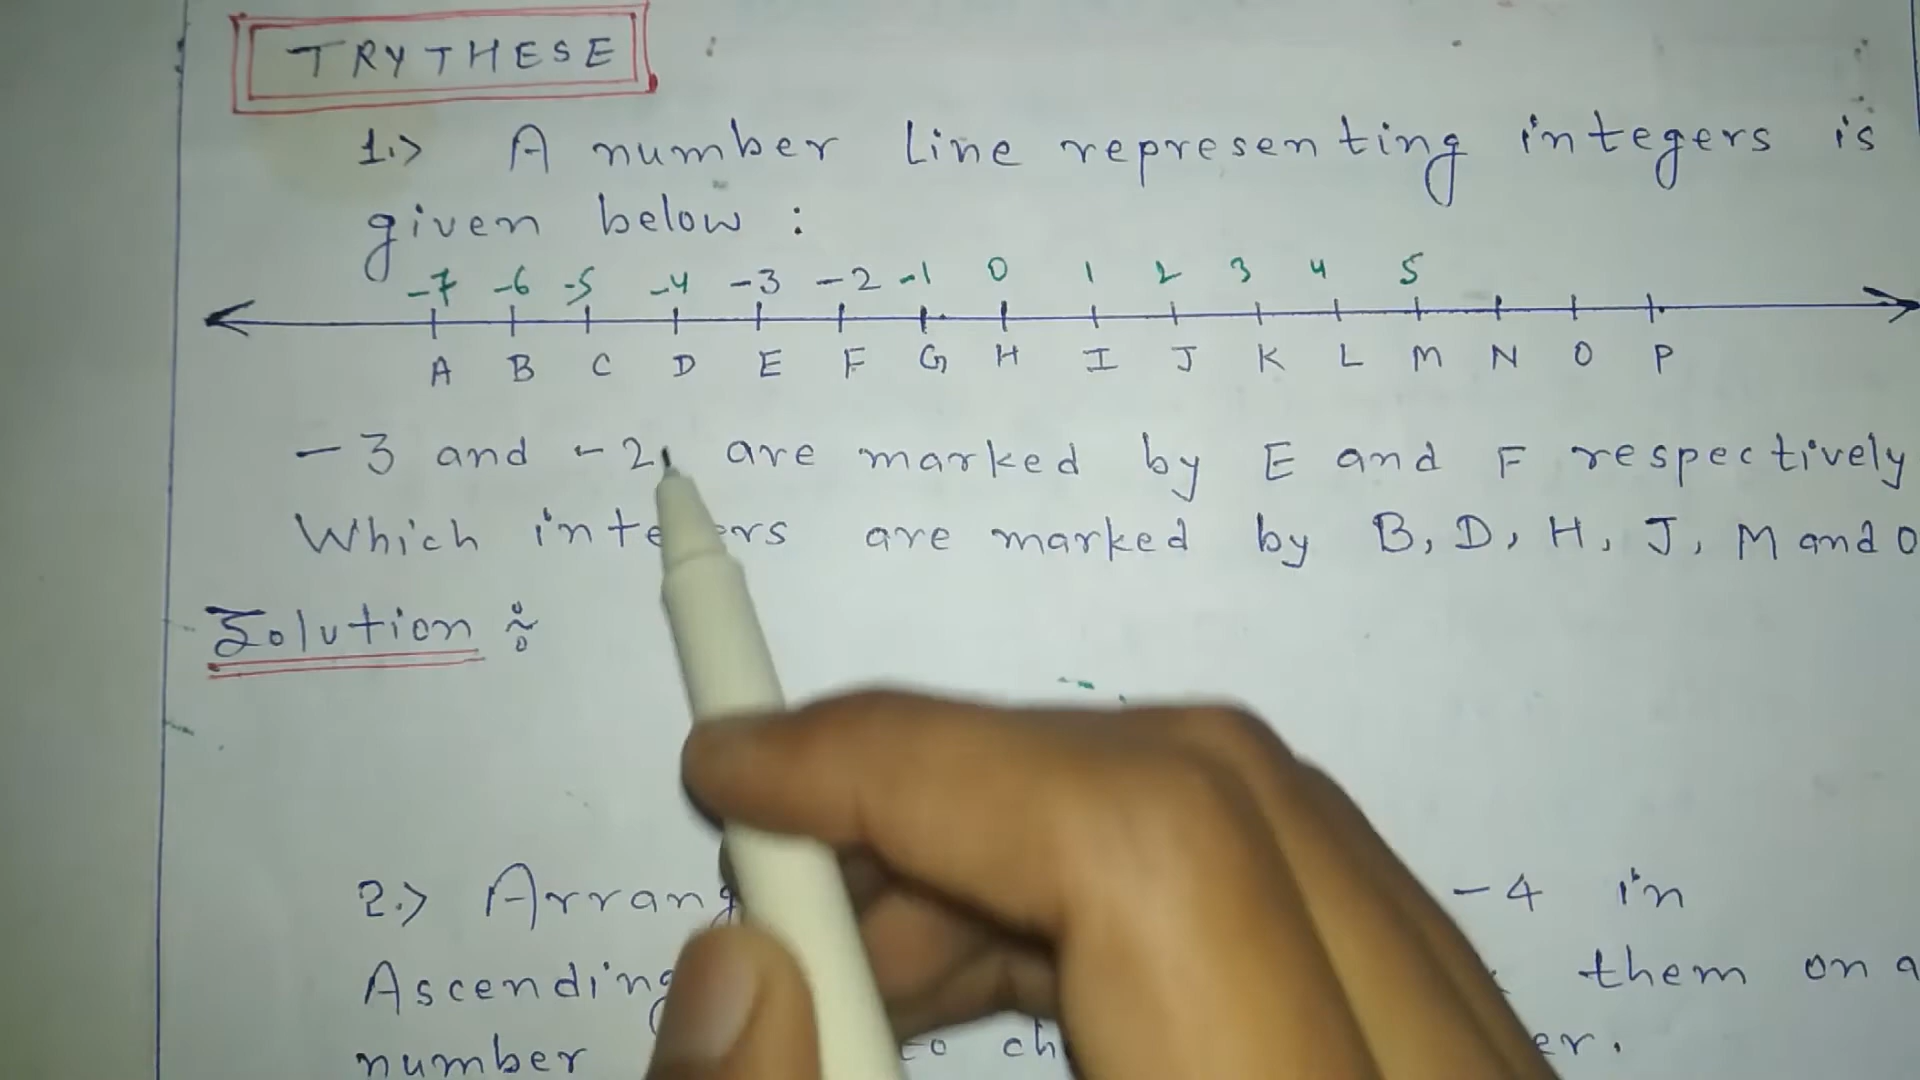 TRY THESE
1.> A number Line representing integers is
given below :
-7 -6 -5 -4 -3 -2 -1 0 1 2 3 4 5
A B C D E F G H I J K L M N O P
-3 and -2 are marked by E and F respectively
Which are marked by B, D, H, J, M and O
Solution :
2.> -4 in
Ascending them on a
number to